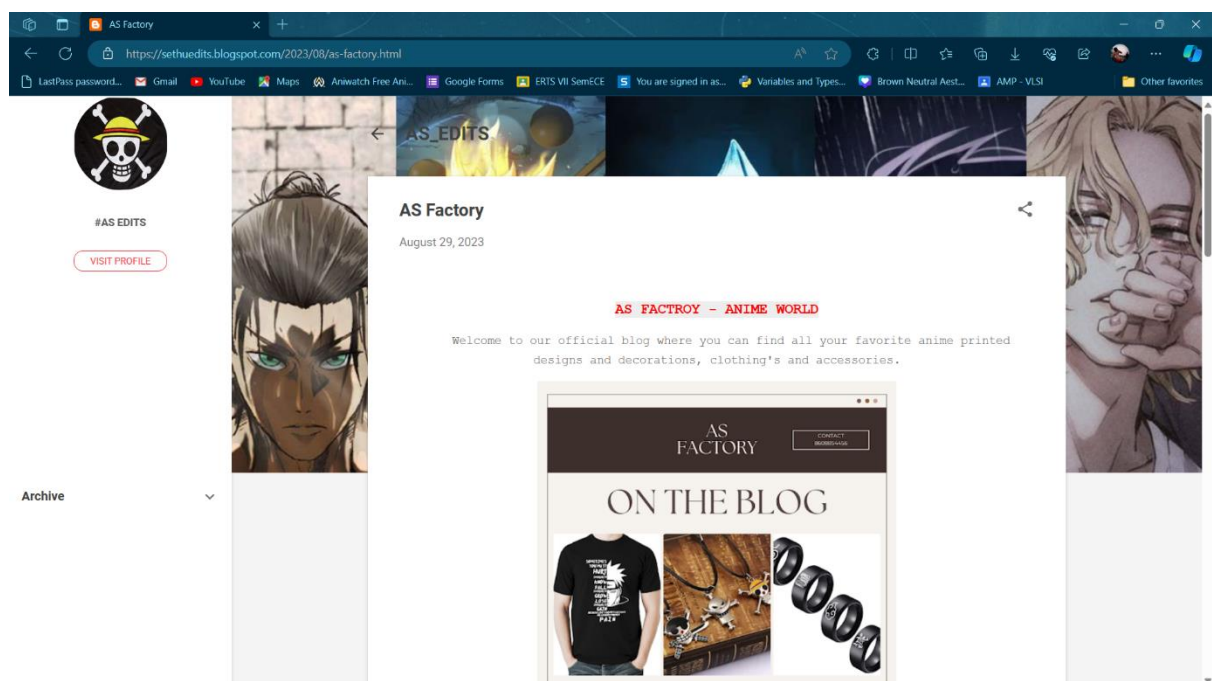 AS Factory
https://sethuedits.blogspot.com/2023/08/as-factory.html
LastPass password... Gmail YouTube Maps Aniwatch Free Ani... Google Forms ERTS VII SemECE You are signed in as... Variables and Types... Brown Neutral Aest... AMP - VLSI Other favorites
AS_EDITS
#AS EDITS
VISIT PROFILE
Archive
AS Factory
August 29, 2023
AS FACTROY - ANIME WORLD
Welcome to our official blog where you can find all your favorite anime printed
designs and decorations, clothing's and accessories.
AS
FACTORY
CONTACT
ON THE BLOG
HURT
FALL
LOSE
PAIN